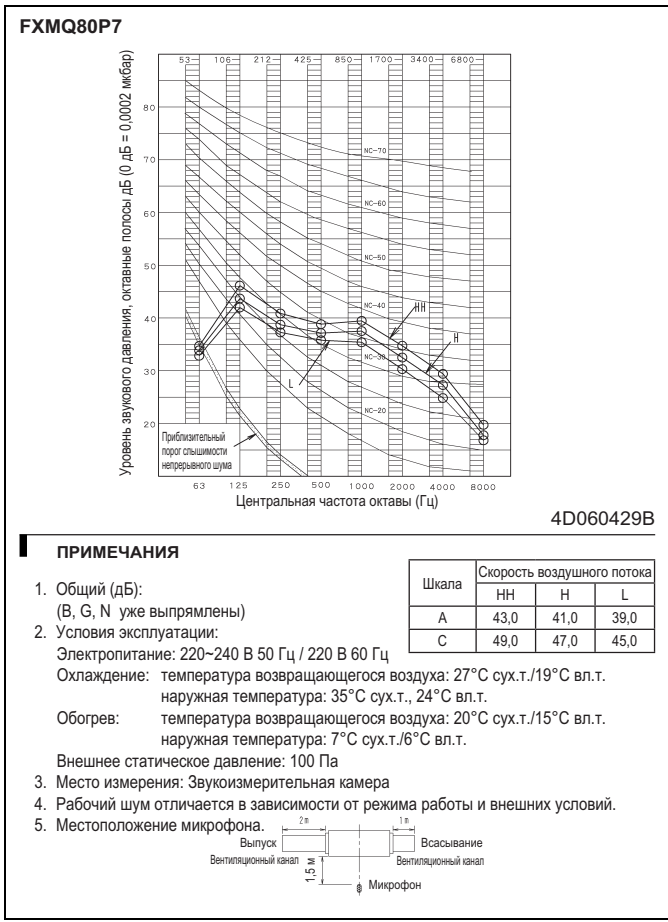 FXMQ80P7
53 106 212 425 850 1700 3400 6800
Уровень звукового давления, октавные полосы дБ (0 дБ = 0,0002 мкбар)
80
70
60
50
40
30
20
NC-70
NC-60
NC-50
NC-40
NC-30
NC-20
HH
H
L
Приблизительный
порог слышимости
непрерывного шума
63 125 250 500 1000 2000 4000 8000
Центральная частота октавы (Гц)
4D060429B
ПРИМЕЧАНИЯ
1. Общий (дБ):
(B, G, N уже выпрямлены)
Шкала Скорость воздушного потока
HH H L
A 43,0 41,0 39,0
C 49,0 47,0 45,0
2. Условия эксплуатации:
Электропитание: 220~240 В 50 Гц / 220 В 60 Гц
Охлаждение: температура возвращающегося воздуха: 27°C сух.т./19°C вл.т.
наружная температура: 35°C сух.т., 24°C вл.т.
Обогрев: температура возвращающегося воздуха: 20°C сух.т./15°C вл.т.
наружная температура: 7°C сух.т./6°C вл.т.
Внешнее статическое давление: 100 Па
3. Место измерения: Звукоизмерительная камера
4. Рабочий шум отличается в зависимости от режима работы и внешних условий.
5. Местоположение микрофона.
2 m 1 m
Выпуск Всасывание
Вентиляционный канал Вентиляционный канал
1,5 м
Микрофон